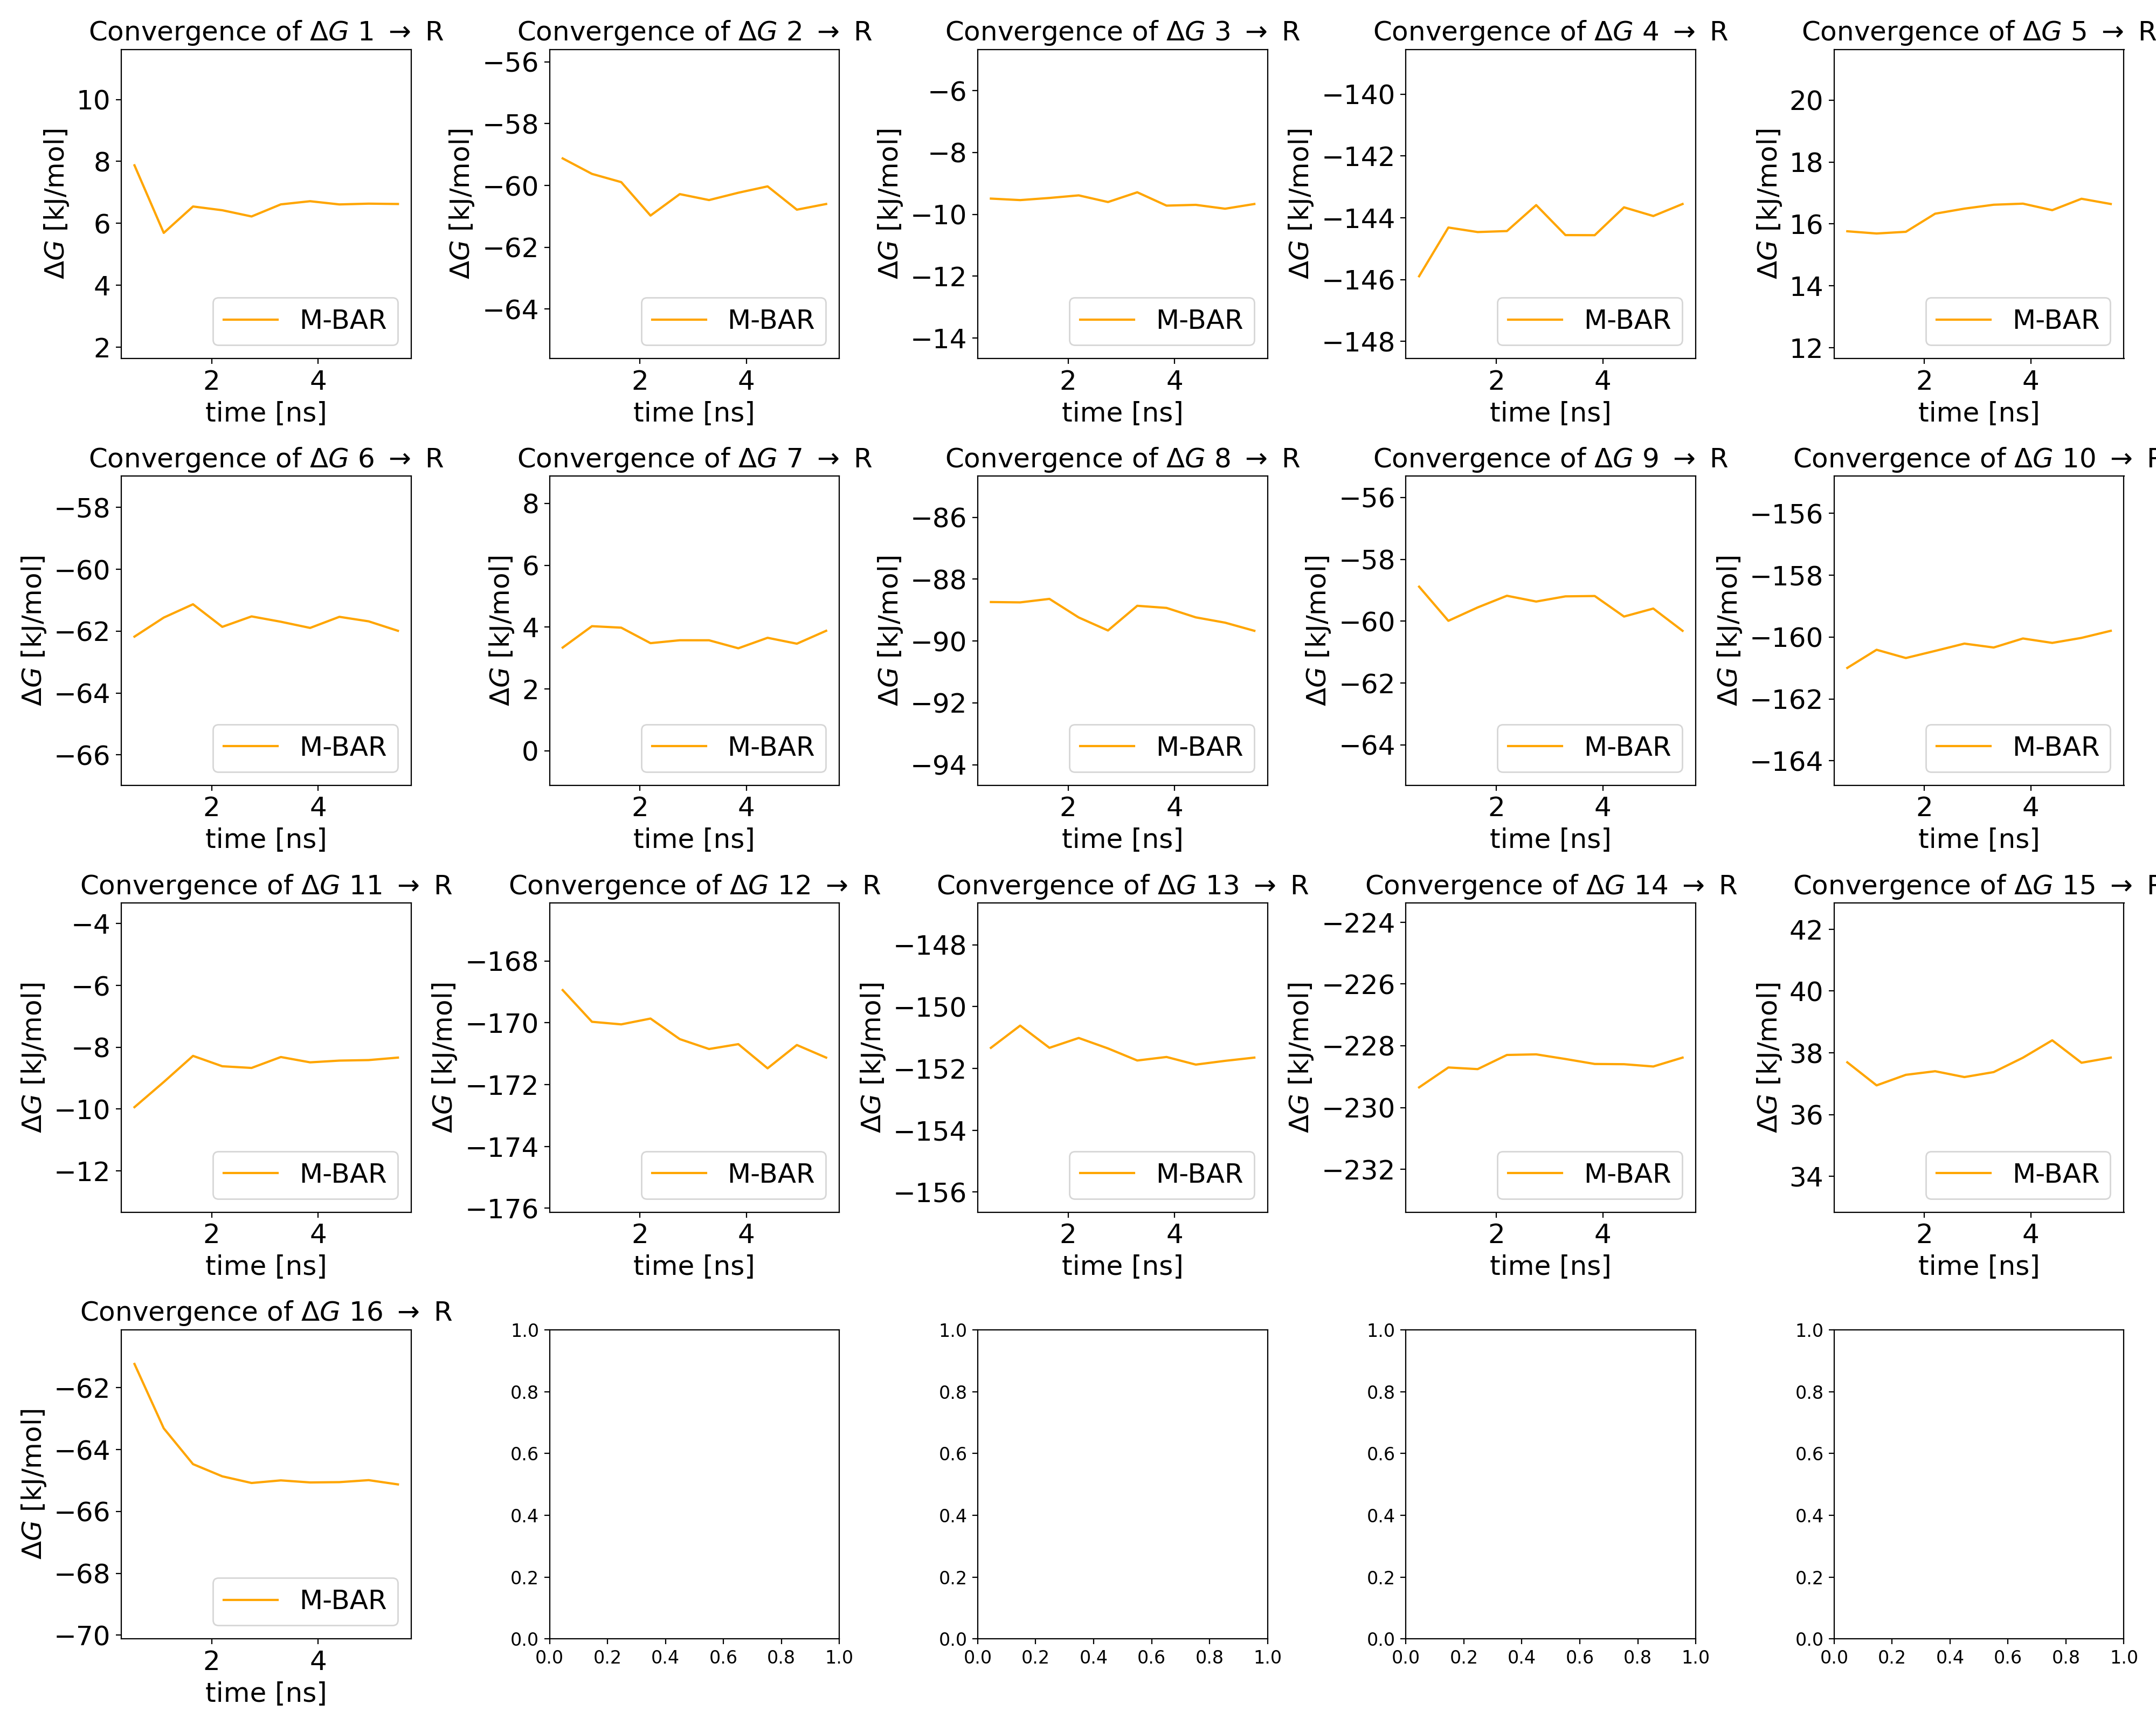 Convergence of ΔG 1 → R
ΔG [kJ/mol]
10
8
6
4
2
M-BAR
2 4
time [ns]
Convergence of ΔG 2 → R
ΔG [kJ/mol]
−56
−58
−60
−62
−64
M-BAR
2 4
time [ns]
Convergence of ΔG 3 → R
ΔG [kJ/mol]
−6
−8
−10
−12
−14
M-BAR
2 4
time [ns]
Convergence of ΔG 4 → R
ΔG [kJ/mol]
−140
−142
−144
−146
−148
M-BAR
2 4
time [ns]
Convergence of ΔG 5 → R
ΔG [kJ/mol]
20
18
16
14
12
M-BAR
2 4
time [ns]
Convergence of ΔG 6 → R
ΔG [kJ/mol]
−58
−60
−62
−64
−66
M-BAR
2 4
time [ns]
Convergence of ΔG 7 → R
ΔG [kJ/mol]
8
6
4
2
0
M-BAR
2 4
time [ns]
Convergence of ΔG 8 → R
ΔG [kJ/mol]
−86
−88
−90
−92
−94
M-BAR
2 4
time [ns]
Convergence of ΔG 9 → R
ΔG [kJ/mol]
−56
−58
−60
−62
−64
M-BAR
2 4
time [ns]
Convergence of ΔG 10 → R
ΔG [kJ/mol]
−156
−158
−160
−162
−164
M-BAR
2 4
time [ns]
Convergence of ΔG 11 → R
ΔG [kJ/mol]
−4
−6
−8
−10
−12
M-BAR
2 4
time [ns]
Convergence of ΔG 12 → R
ΔG [kJ/mol]
−168
−170
−172
−174
−176
M-BAR
2 4
time [ns]
Convergence of ΔG 13 → R
ΔG [kJ/mol]
−148
−150
−152
−154
−156
M-BAR
2 4
time [ns]
Convergence of ΔG 14 → R
ΔG [kJ/mol]
−224
−226
−228
−230
−232
M-BAR
2 4
time [ns]
Convergence of ΔG 15 → R
ΔG [kJ/mol]
42
40
38
36
34
M-BAR
2 4
time [ns]
Convergence of ΔG 16 → R
ΔG [kJ/mol]
−62
−64
−66
−68
−70
M-BAR
2 4
time [ns]
1.0
0.8
0.6
0.4
0.2
0.0
0.0 0.2 0.4 0.6 0.8 1.0
1.0
0.8
0.6
0.4
0.2
0.0
0.0 0.2 0.4 0.6 0.8 1.0
1.0
0.8
0.6
0.4
0.2
0.0
0.0 0.2 0.4 0.6 0.8 1.0
1.0
0.8
0.6
0.4
0.2
0.0
0.0 0.2 0.4 0.6 0.8 1.0